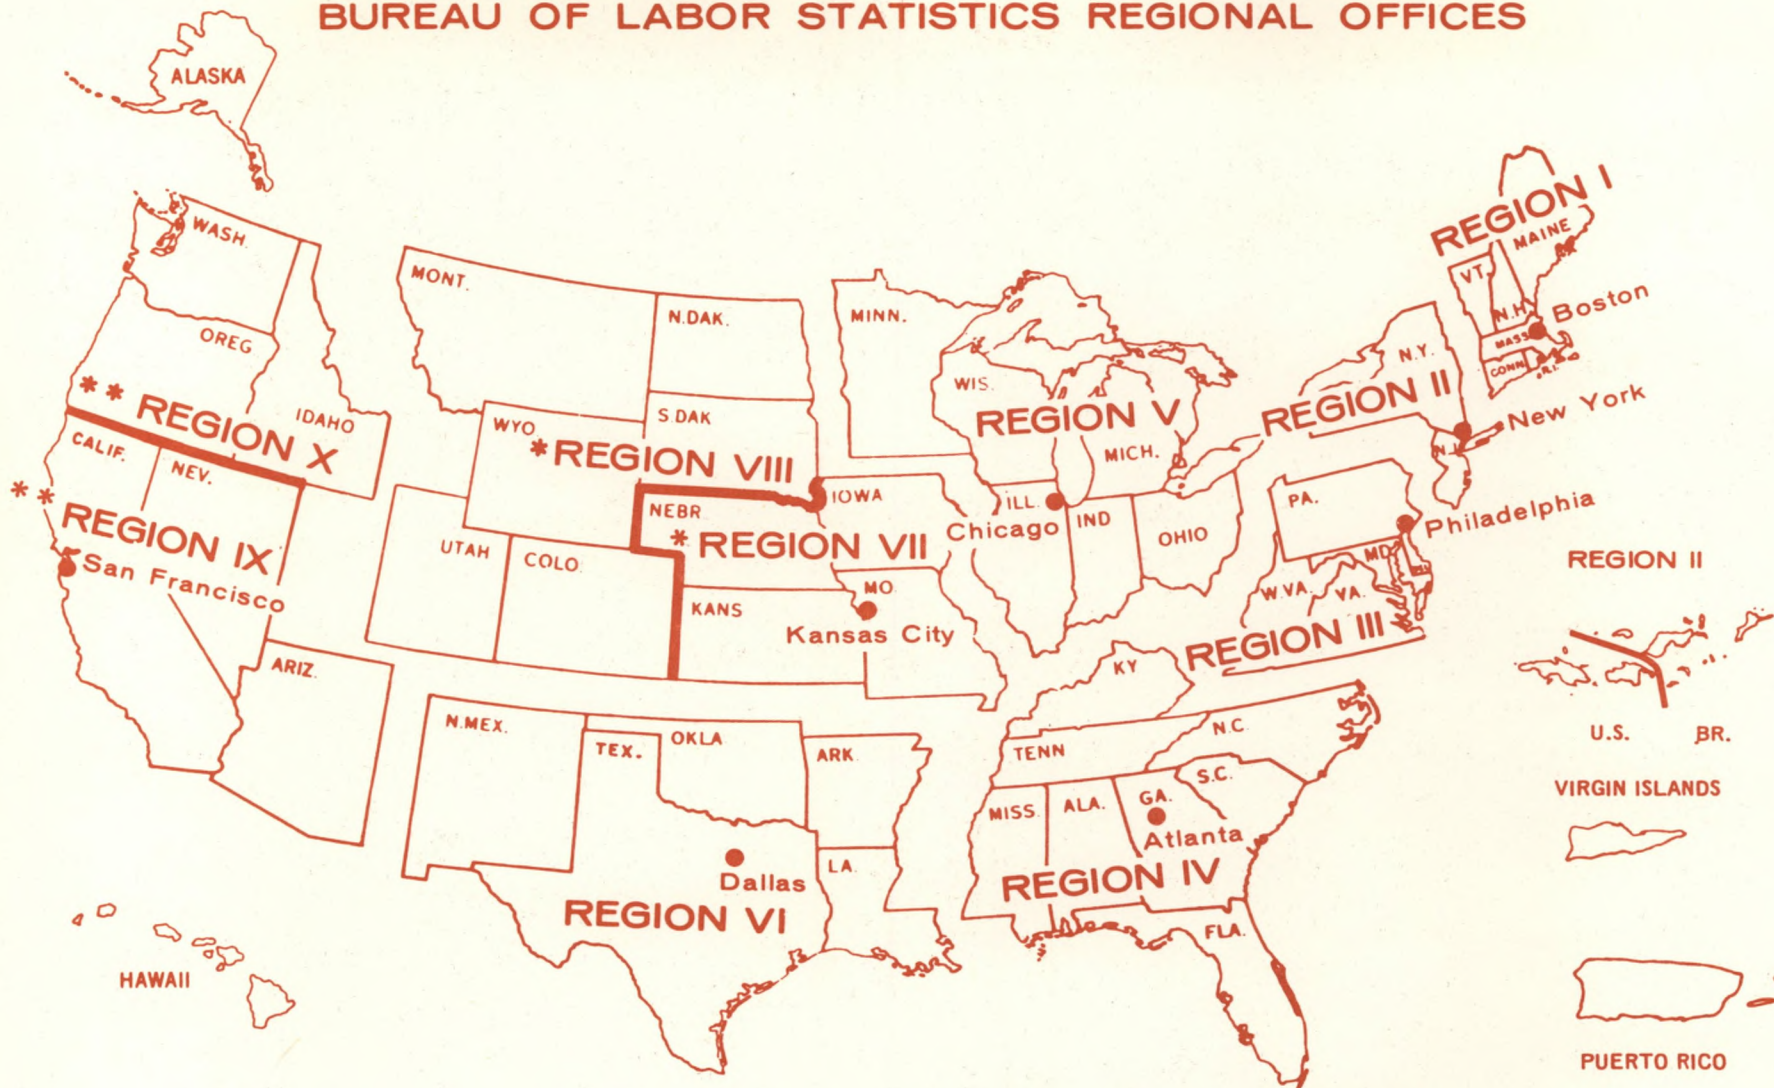 BUREAU OF LABOR STATISTICS REGIONAL OFFICES
ALASKA
REGION I
MAINE
VT.
N.H.
MASS
CONN.
R.I.
Boston
WASH.
MONT.
N.DAK.
MINN.
OREG
IDAHO
** REGION X
WYO
S.DAK
*REGION VIII
WIS.
REGION V
MICH.
N.Y.
REGION II
New York
N.J.
CALIF.
NEV.
**
REGION IX
San Francisco
NEBR
* REGION VII
IOWA
ILL.
Chicago
IND
OHIO
PA.
Philadelphia
MD
W.VA.
VA.
REGION III
UTAH
COLO.
KANS
MO.
Kansas City
KY
REGION II
U.S.
BR.
VIRGIN ISLANDS
ARIZ.
N.MEX.
TEX.
OKLA
ARK
TENN
N.C.
S.C.
MISS.
ALA.
GA.
Atlanta
REGION IV
Dallas
LA.
REGION VI
FLA.
HAWAII
PUERTO RICO